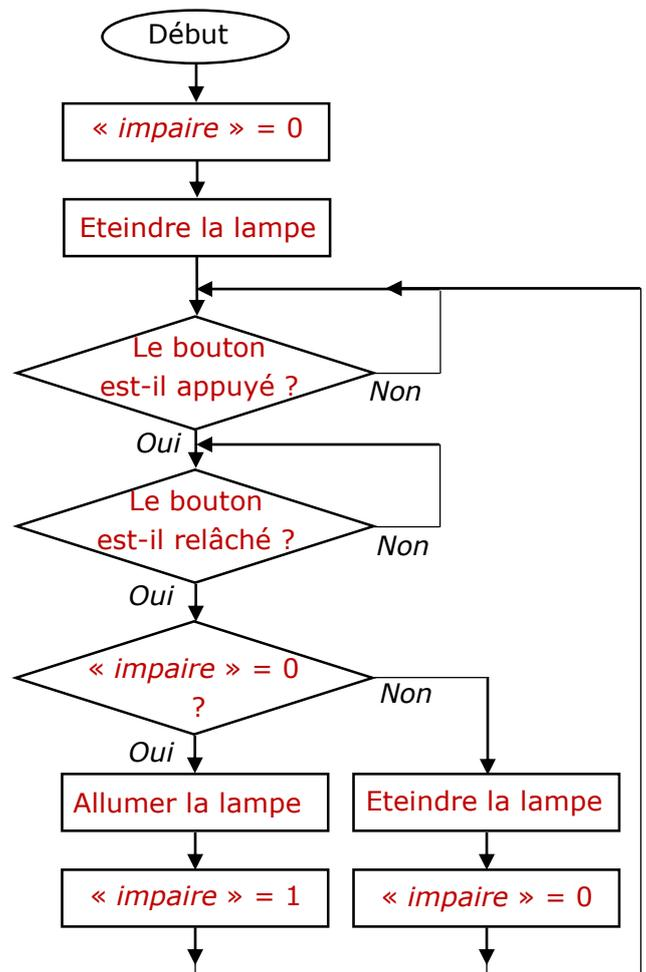 Début
« impaire » = 0
Eteindre la lampe
Le bouton
est-il appuyé ?
Non
Oui
Le bouton
est-il relâché ?
Non
Oui
« impaire » = 0
?
Non
Oui
Allumer la lampe
Eteindre la lampe
« impaire » = 1
« impaire » = 0